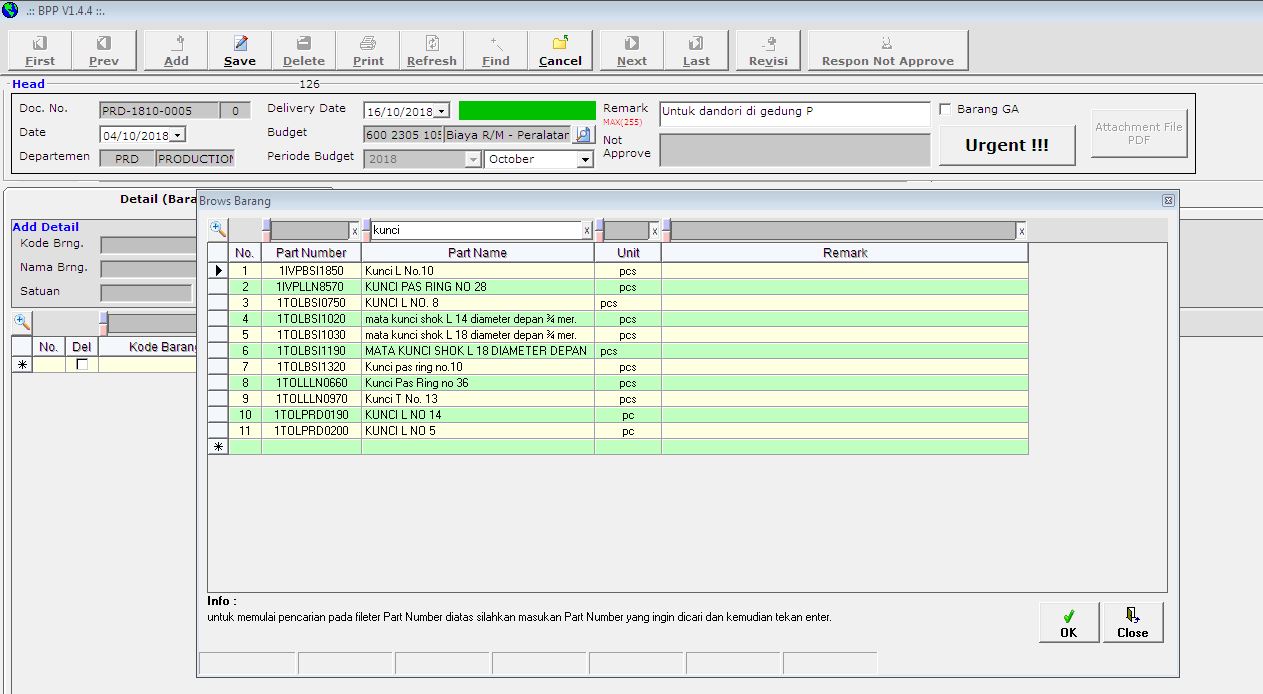 .:: BPP V1.4.4 ::.
First Prev Add Save Delete Print Refresh Find Cancel Next Last Revisi Respon Not Approve
Head 126
Doc. No. PRD-1810-0005 0 Delivery Date 16/10/2018 Remark Untuk dandori di gedung P Barang GA
MAX(255)
Date 04/10/2018 Budget 600 2305 105 Biaya R/M - Peralatar Not Approve Urgent !!! Attachment File PDF
Departemen PRD PRODUCTION Periode Budget 2018 October
Detail (Bara
Brows Barang
Add Detail
Kode Brng.
Nama Brng.
Satuan
No. Del Kode Barang
x kunci x x x
No. Part Number Part Name Unit Remark
1 1IVPBSI1850 Kunci L No.10 pcs
2 1IVPLLN8570 KUNCI PAS RING NO 28 pcs
3 1TOLBSI0750 KUNCI L NO. 8 pcs
4 1TOLBSI1020 mata kunci shok L 14 diameter depan ¾ mer. pcs
5 1TOLBSI1030 mata kunci shok L 18 diameter depan ¾ mer. pcs
6 1TOLBSI1190 MATA KUNCI SHOK L 18 DIAMETER DEPAN pcs
7 1TOLBSI1320 Kunci pas ring no.10 pcs
8 1TOLLLN0660 Kunci Pas Ring no 36 pcs
9 1TOLLLN0970 Kunci T No. 13 pcs
10 1TOLPRD0190 KUNCI L NO 14 pc
11 1TOLPRD0200 KUNCI L NO 5 pc
Info :
untuk memulai pencarian pada fileter Part Number diatas silahkan masukan Part Number yang ingin dicari dan kemudian tekan enter.
OK Close